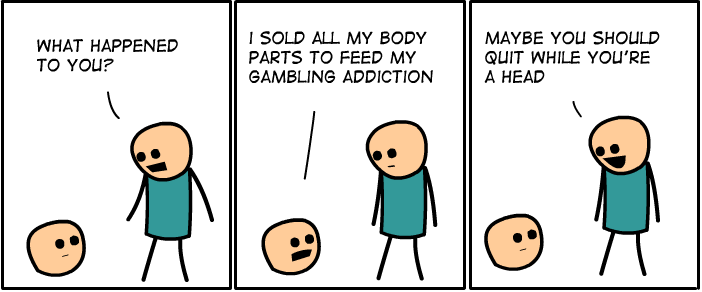 WHAT HAPPENED
TO YOU?
I SOLD ALL MY BODY
PARTS TO FEED MY
GAMBLING ADDICTION
MAYBE YOU SHOULD
QUIT WHILE YOU'RE
A HEAD